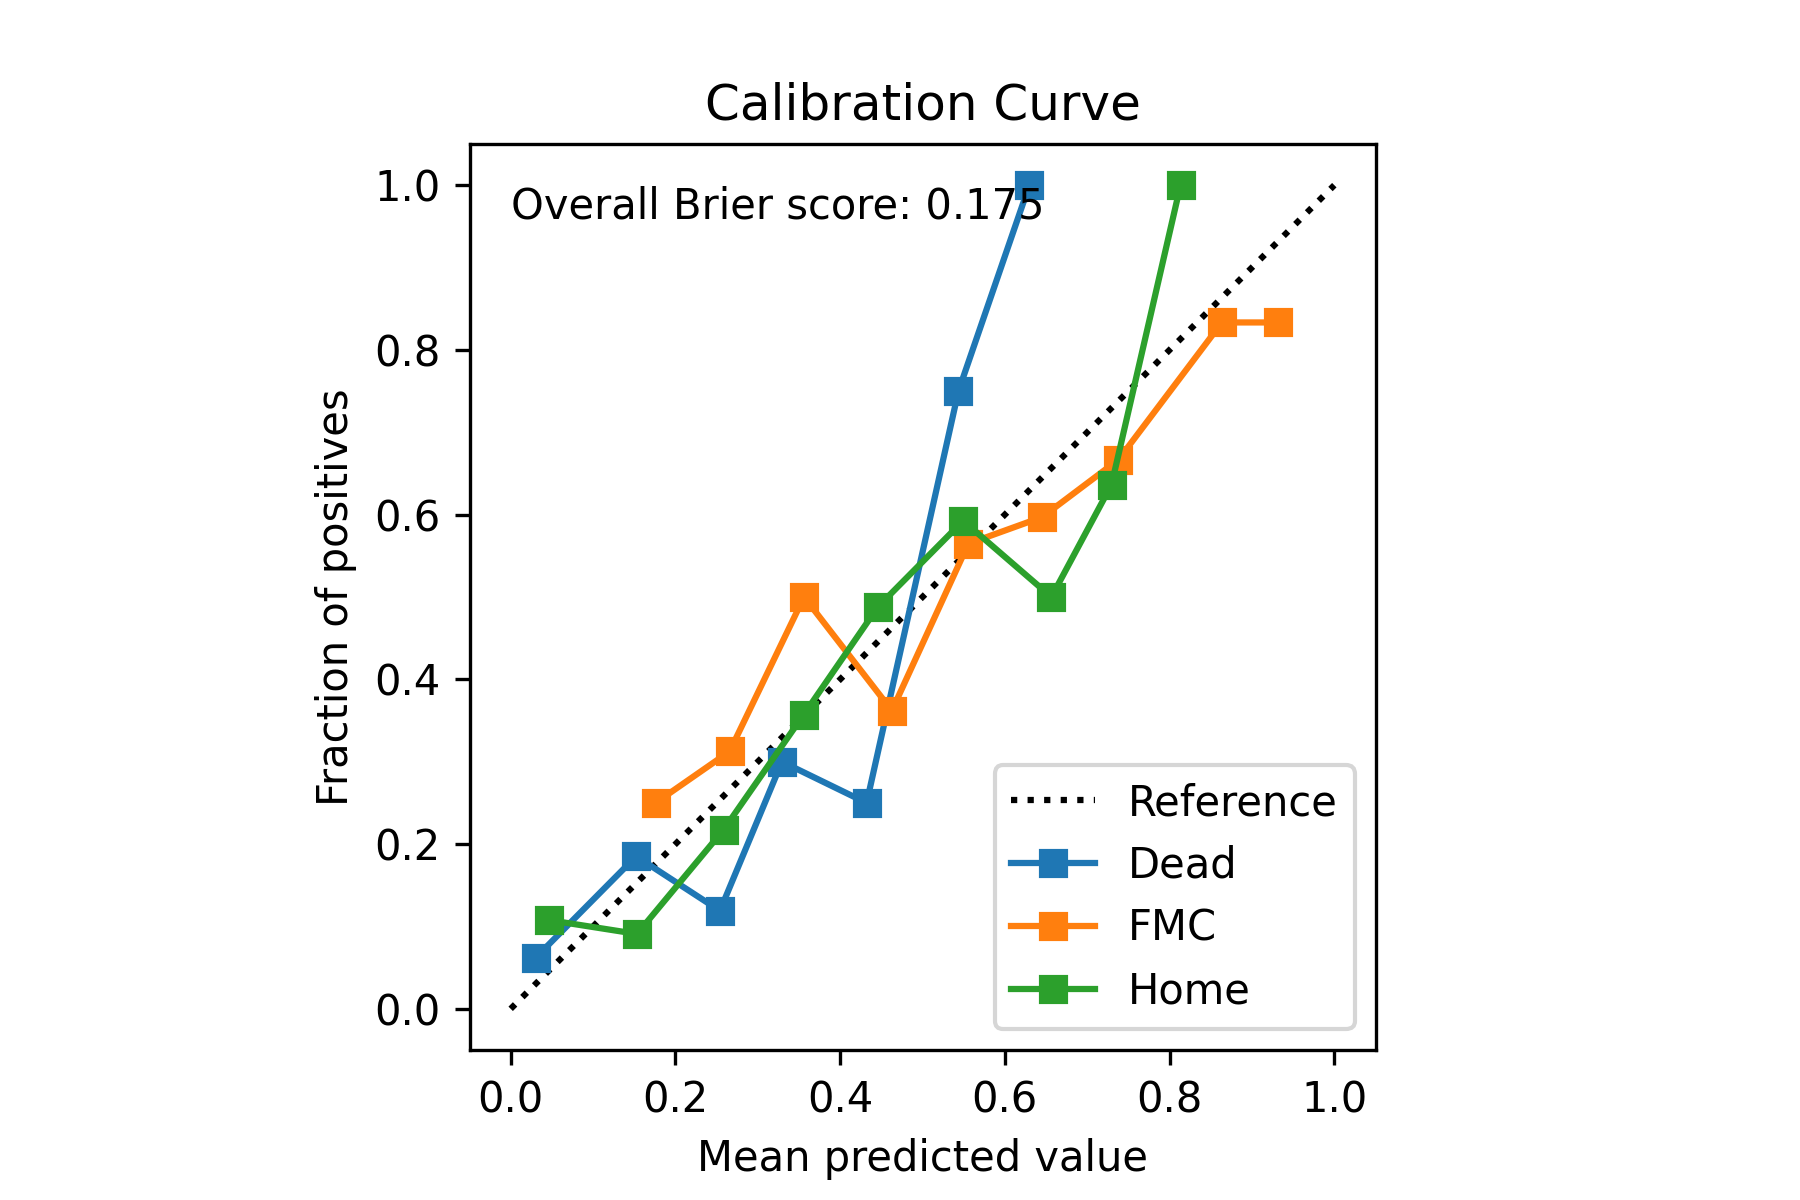 Calibration Curve
Overall Brier score: 0.175
1.0
0.8
0.6
0.4
0.2
0.0
Fraction of positives
Reference
Dead
FMC
Home
0.0 0.2 0.4 0.6 0.8 1.0
Mean predicted value